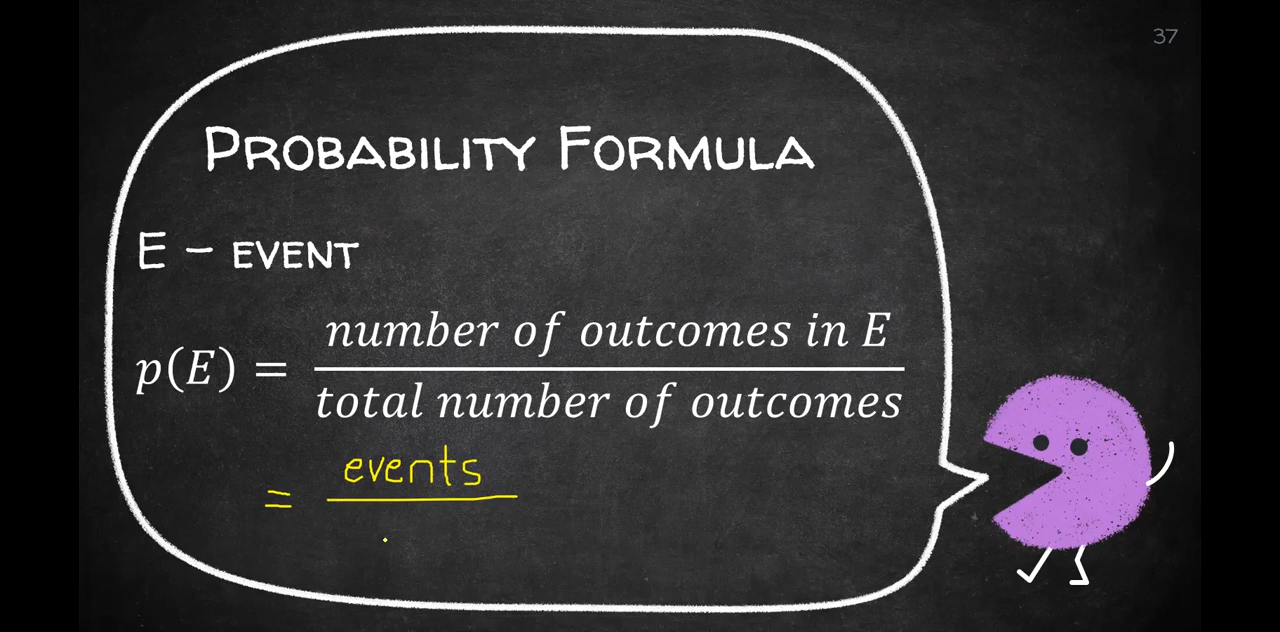 37
PROBABILITY FORMULA
E – EVENT
p(E) = number of outcomes in E
total number of outcomes
= events